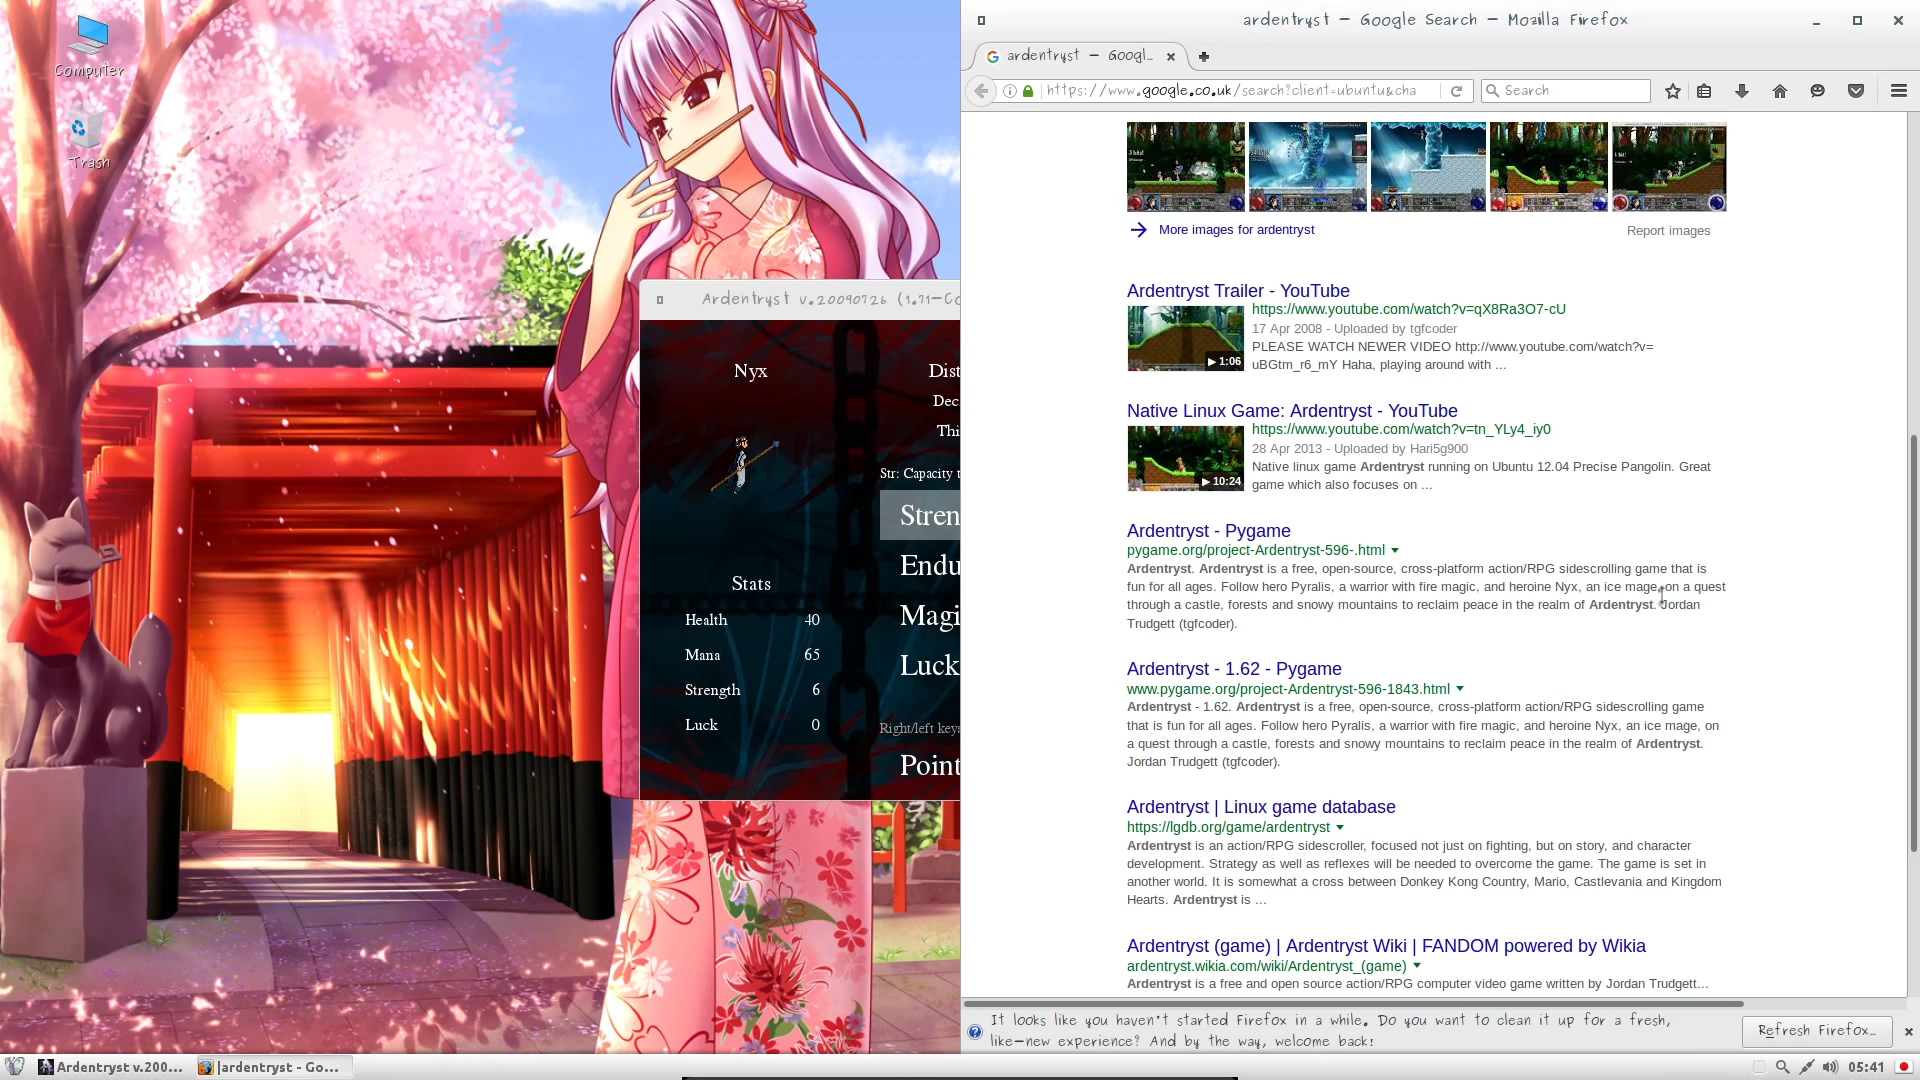 Computer
Trash
Ardentryst v.20090726 (1.71-Co
Nyx
Dist
Dec
Thi
Str: Capacity t
Stren
Endu
Magi
Luck
Stats
Health 40
Mana 65
Strength 6
Luck 0
Right/left keys
Point
ardentryst - Google Search - Mozilla Firefox
ardentryst - Googl...
https://www.google.co.uk/search?client=ubuntu&cha
Search
More images for ardentryst
Report images
Ardentryst Trailer - YouTube
https://www.youtube.com/watch?v=qX8Ra3O7-cU
17 Apr 2008 - Uploaded by tgfcoder
PLEASE WATCH NEWER VIDEO http://www.youtube.com/watch?v=
uBGtm_r6_mY Haha, playing around with ...
▶ 1:06
Native Linux Game: Ardentryst - YouTube
https://www.youtube.com/watch?v=tn_YLy4_iy0
28 Apr 2013 - Uploaded by Hari5g900
Native linux game Ardentryst running on Ubuntu 12.04 Precise Pangolin. Great
game which also focuses on ...
▶ 10:24
Ardentryst - Pygame
pygame.org/project-Ardentryst-596-.html
Ardentryst. Ardentryst is a free, open-source, cross-platform action/RPG sidescrolling game that is
fun for all ages. Follow hero Pyralis, a warrior with fire magic, and heroine Nyx, an ice mage, on a quest
through a castle, forests and snowy mountains to reclaim peace in the realm of Ardentryst. Jordan
Trudgett (tgfcoder).
Ardentryst - 1.62 - Pygame
www.pygame.org/project-Ardentryst-596-1843.html
Ardentryst - 1.62. Ardentryst is a free, open-source, cross-platform action/RPG sidescrolling game
that is fun for all ages. Follow hero Pyralis, a warrior with fire magic, and heroine Nyx, an ice mage, on
a quest through a castle, forests and snowy mountains to reclaim peace in the realm of Ardentryst.
Jordan Trudgett (tgfcoder).
Ardentryst | Linux game database
https://lgdb.org/game/ardentryst
Ardentryst is an action/RPG sidescroller, focused not just on fighting, but on story, and character
development. Strategy as well as reflexes will be needed to overcome the game. The game is set in
another world. It is somewhat a cross between Donkey Kong Country, Mario, Castlevania and Kingdom
Hearts. Ardentryst is ...
Ardentryst (game) | Ardentryst Wiki | FANDOM powered by Wikia
ardentryst.wikia.com/wiki/Ardentryst_(game)
Ardentryst is a free and open source action/RPG computer video game written by Jordan Trudgett...
It looks like you haven't started Firefox in a while. Do you want to clean it up for a fresh,
like-new experience? And by the way, welcome back!
Refresh Firefox...
Ardentryst v.200...
ardentryst - Go...
05:41